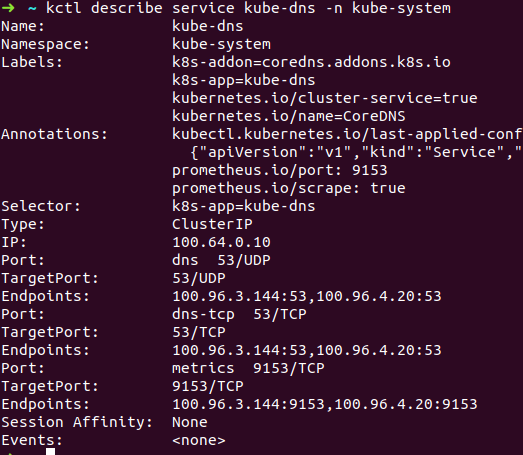 ➜ ~ kctl describe service kube-dns -n kube-system
Name: kube-dns
Namespace: kube-system
Labels: k8s-addon=coredns.addons.k8s.io
k8s-app=kube-dns
kubernetes.io/cluster-service=true
kubernetes.io/name=CoreDNS
Annotations: kubectl.kubernetes.io/last-applied-conf
{"apiVersion":"v1","kind":"Service","
prometheus.io/port: 9153
prometheus.io/scrape: true
Selector: k8s-app=kube-dns
Type: ClusterIP
IP: 100.64.0.10
Port: dns 53/UDP
TargetPort: 53/UDP
Endpoints: 100.96.3.144:53,100.96.4.20:53
Port: dns-tcp 53/TCP
TargetPort: 53/TCP
Endpoints: 100.96.3.144:53,100.96.4.20:53
Port: metrics 9153/TCP
TargetPort: 9153/TCP
Endpoints: 100.96.3.144:9153,100.96.4.20:9153
Session Affinity: None
Events: <none>